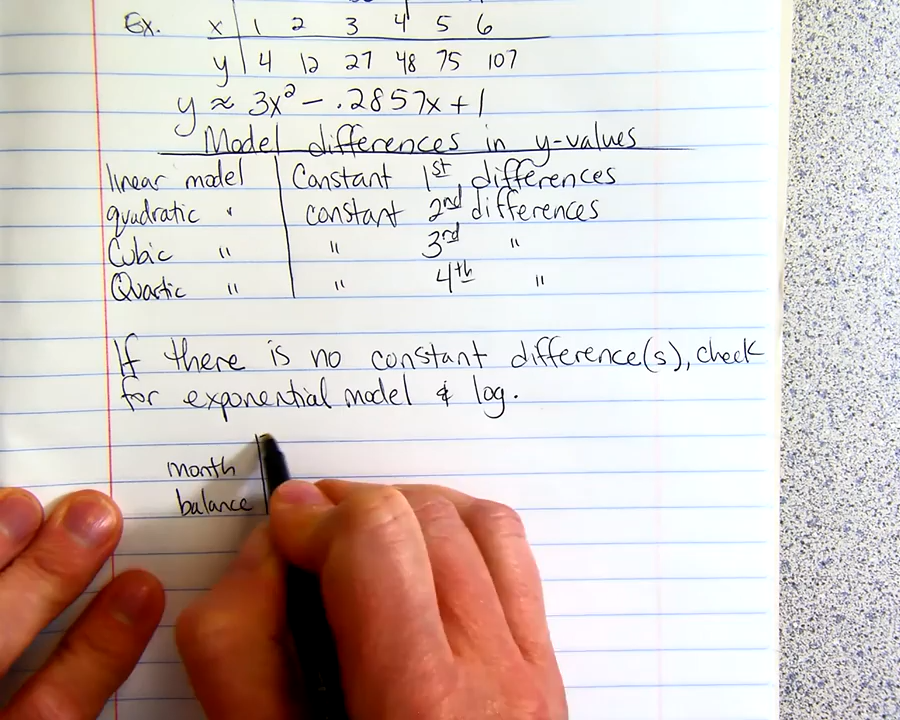 Ex. x 1 2 3 4 5 6
y 4 12 27 48 75 107
y ≈ 3x² - .2857x + 1
Model differences in y-values
linear model constant 1st differences
quadratic " constant 2nd differences
Cubic " " 3rd "
Quartic " " 4th "
If there is no constant difference(s), check
for exponential model & log.
month
balance